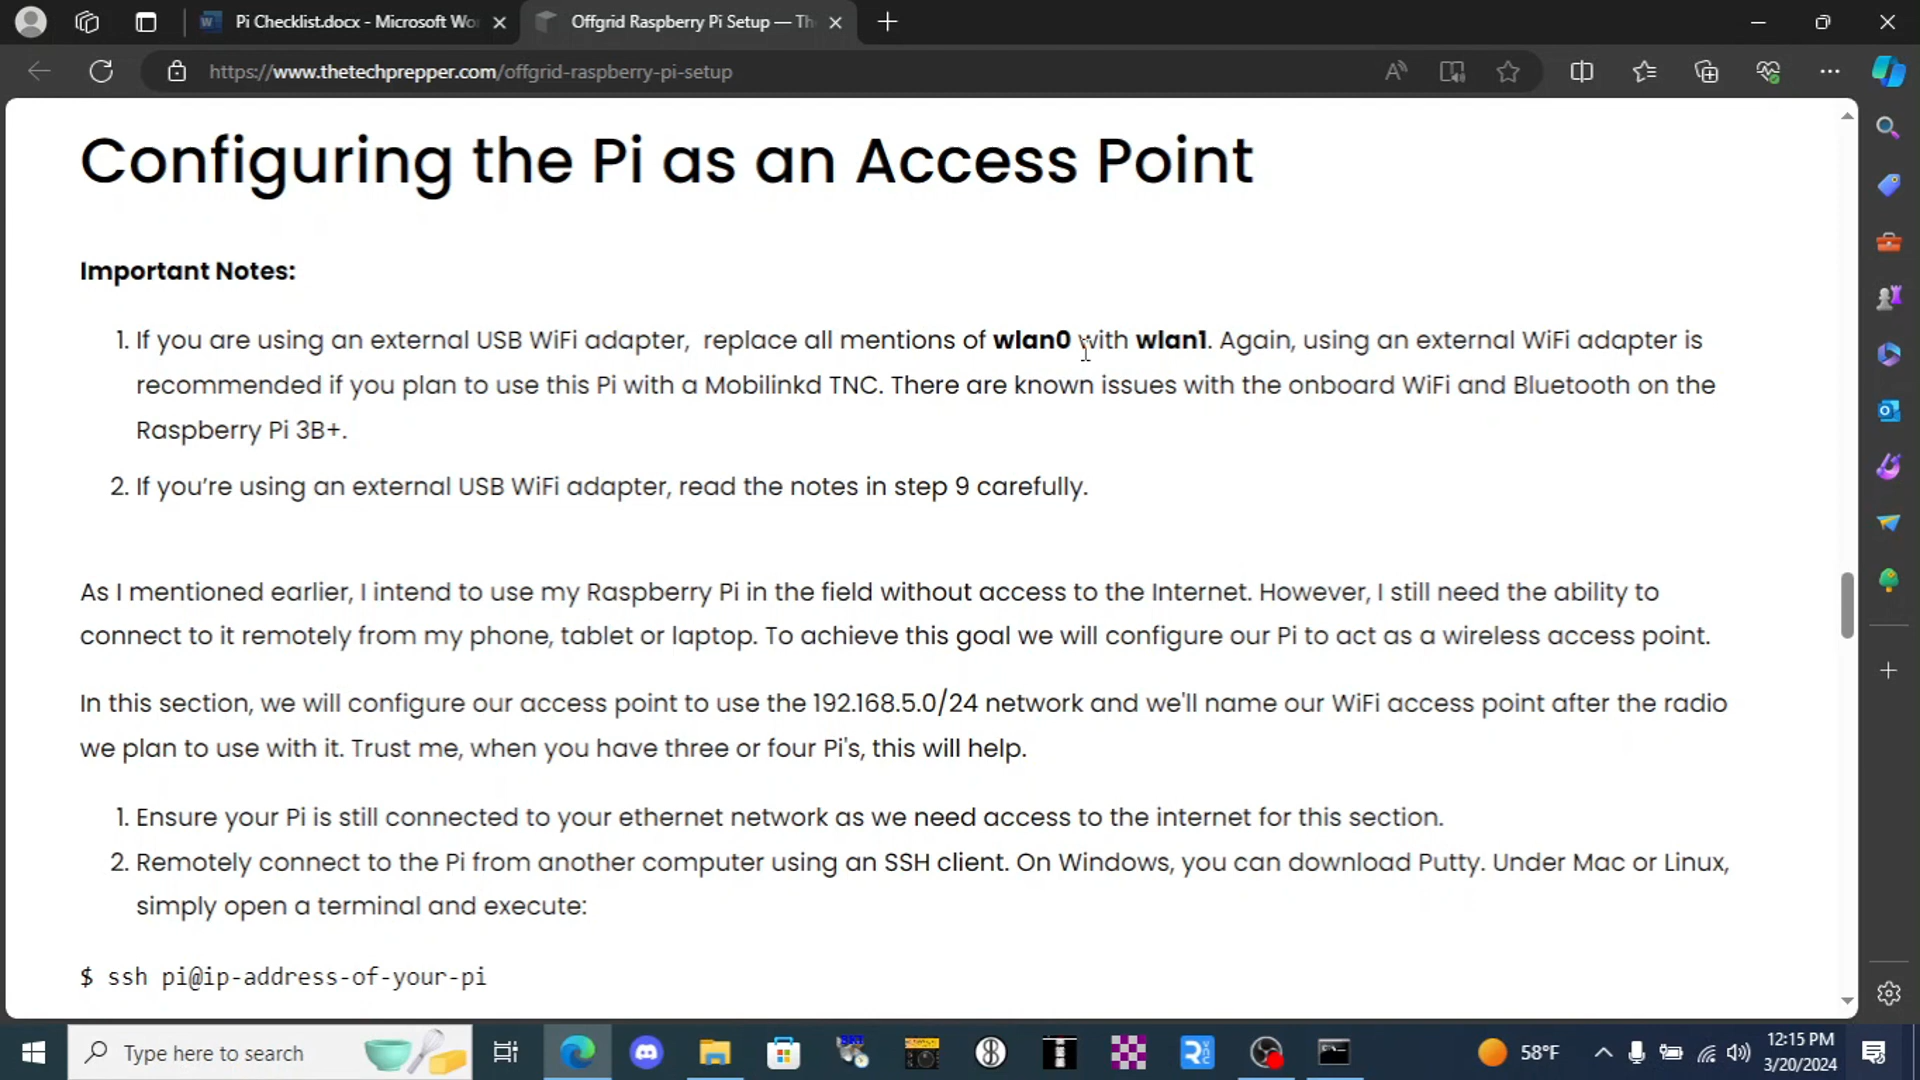 Pi Checklist.docx - Microsoft Wo
Offgrid Raspberry Pi Setup — Th
https://www.thetechprepper.com/offgrid-raspberry-pi-setup
Configuring the Pi as an Access Point
Important Notes:
1. If you are using an external USB WiFi adapter,  replace all mentions of wlan0 with wlan1. Again, using an external WiFi adapter is
recommended if you plan to use this Pi with a Mobilinkd TNC. There are known issues with the onboard WiFi and Bluetooth on the
Raspberry Pi 3B+.
2. If you’re using an external USB WiFi adapter, read the notes in step 9 carefully.
As I mentioned earlier, I intend to use my Raspberry Pi in the field without access to the Internet. However, I still need the ability to
connect to it remotely from my phone, tablet or laptop. To achieve this goal we will configure our Pi to act as a wireless access point.
In this section, we will configure our access point to use the 192.168.5.0/24 network and we'll name our WiFi access point after the radio
we plan to use with it. Trust me, when you have three or four Pi's, this will help.
1. Ensure your Pi is still connected to your ethernet network as we need access to the internet for this section.
2. Remotely connect to the Pi from another computer using an SSH client. On Windows, you can download Putty. Under Mac or Linux,
simply open a terminal and execute:
$ ssh pi@ip-address-of-your-pi
Type here to search
58°F
12:15 PM
3/20/2024